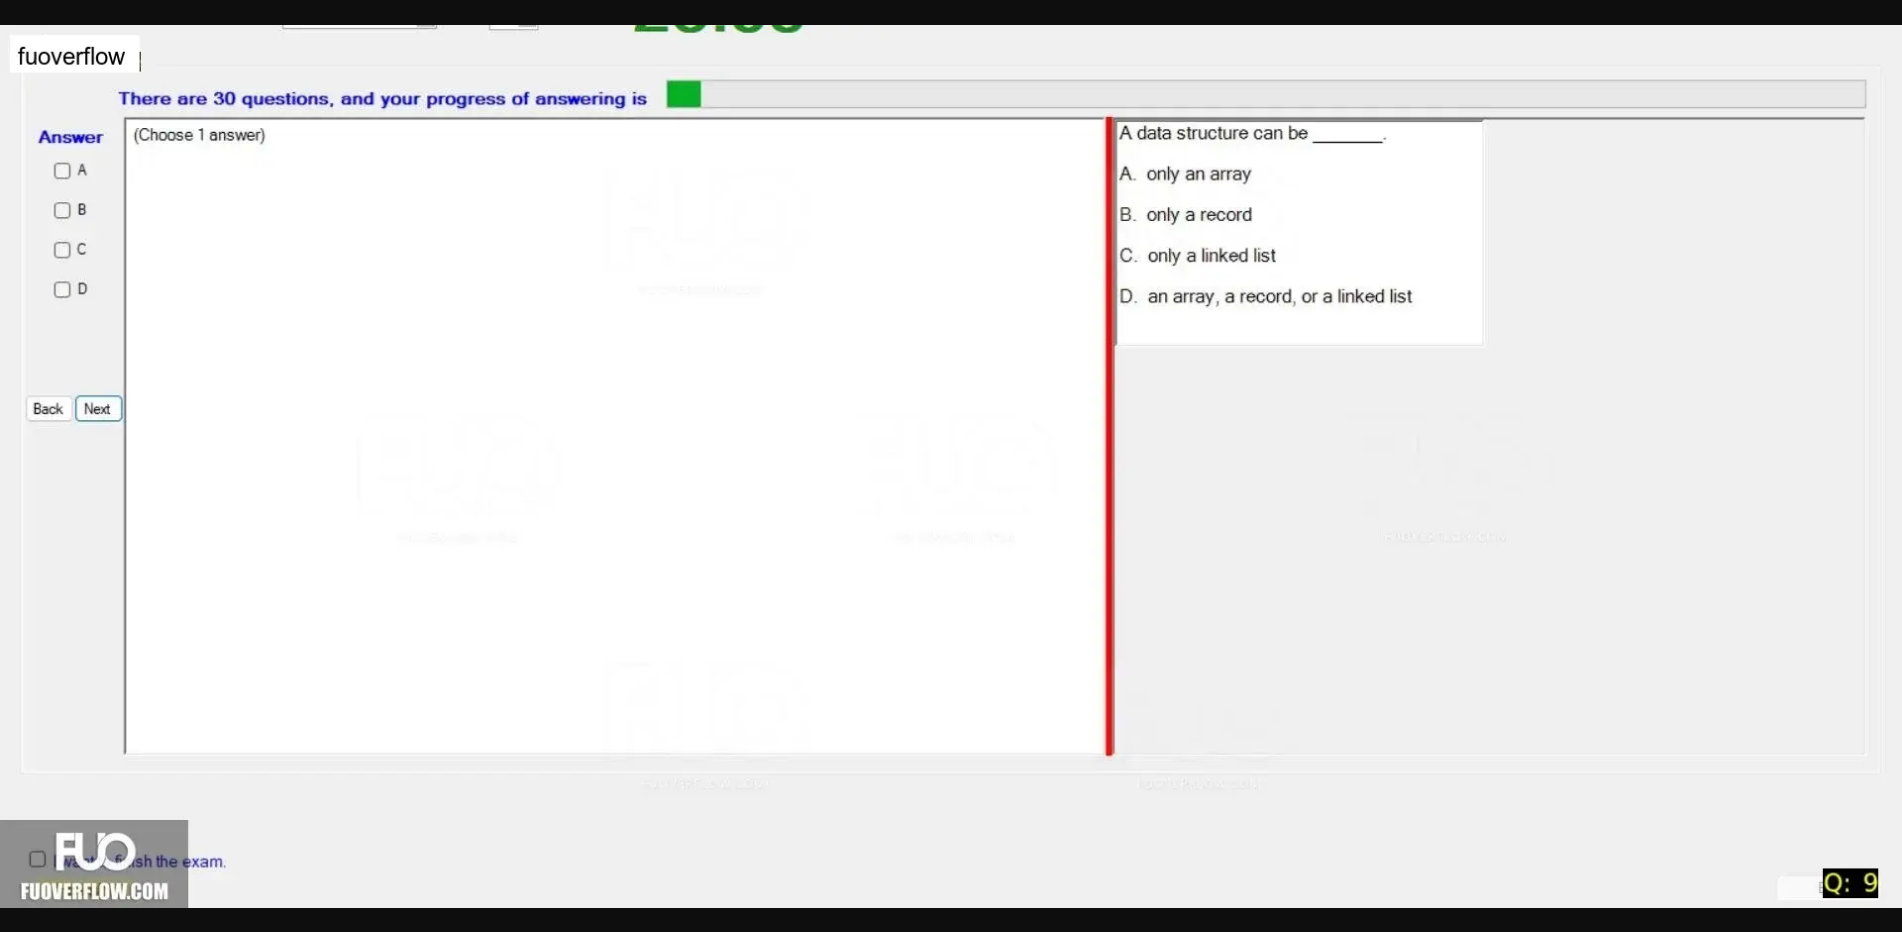 fuoverflow
There are 30 questions, and your progress of answering is
Answer
(Choose 1 answer)
A
B
C
D
Back
Next
A data structure can be _______.
A. only an array
B. only a record
C. only a linked list
D. an array, a record, or a linked list
FUO
FUOVERFLOW.COM
the exam.
Q: 9